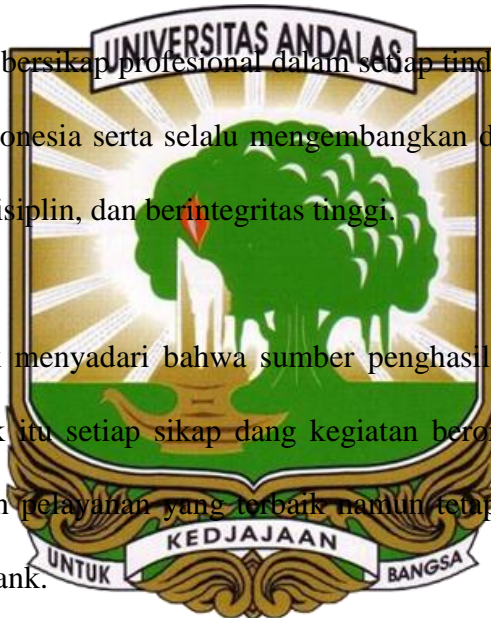 UNIVERSITAS ANDALAS
bersikap profesional dalam setiap tind
onesia serta selalu mengembangkan d
isiplin, dan berintegritas tinggi.
menyadari bahwa sumber penghasil
k itu setiap sikap dang kegiatan berof
n pelayanan yang terbaik namun tetap
KEDJAJAAN
UNTUK BANGSA
ank.